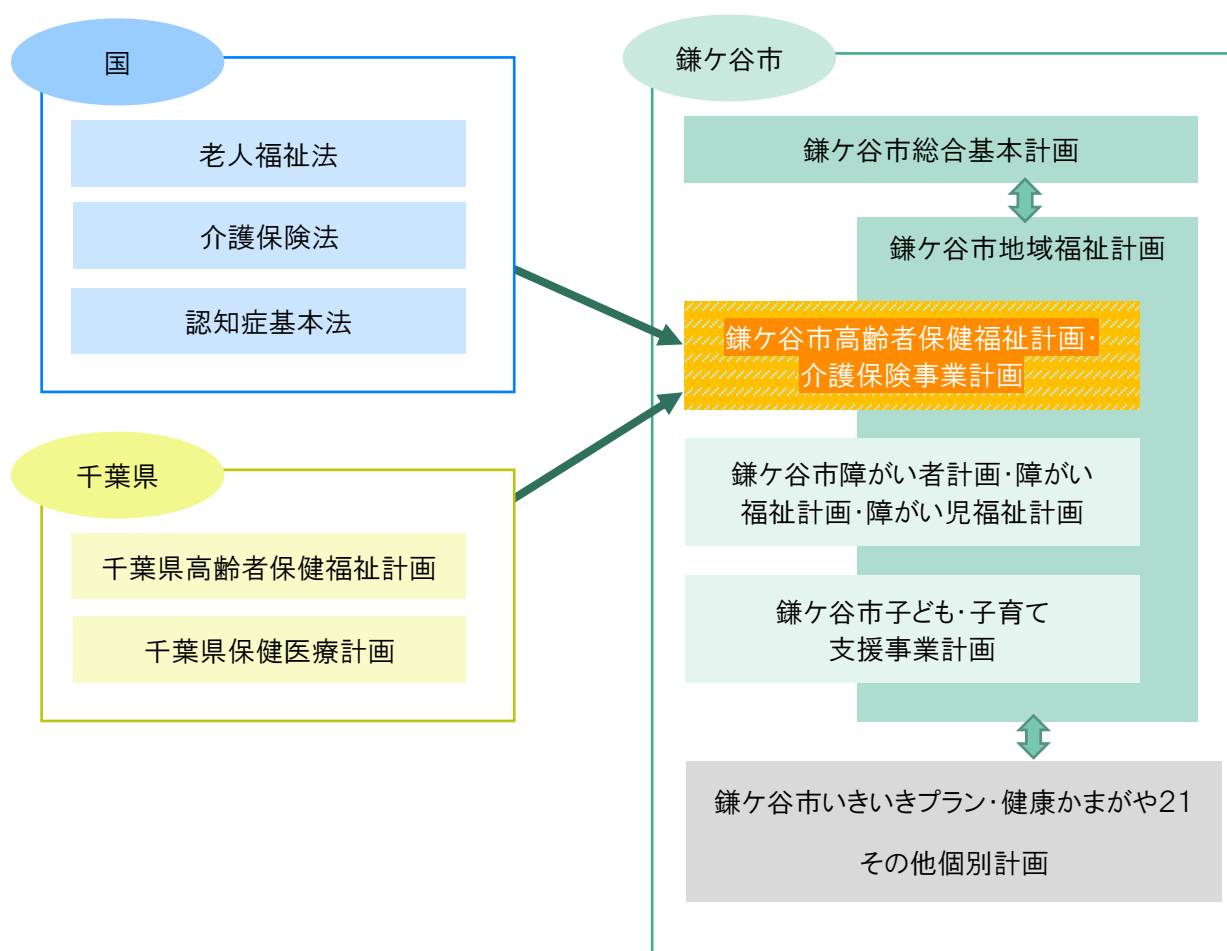 国
老人福祉法
介護保険法
認知症基本法
千葉県
千葉県高齢者保健福祉計画
千葉県保健医療計画
鎌ケ谷市
鎌ケ谷市総合基本計画
鎌ケ谷市地域福祉計画
鎌ケ谷市高齢者保健福祉計画・
介護保険事業計画
鎌ケ谷市障がい者計画・障がい
福祉計画・障がい児福祉計画
鎌ケ谷市子ども・子育て
支援事業計画
鎌ケ谷市いきいきプラン・健康かまがや21
その他個別計画